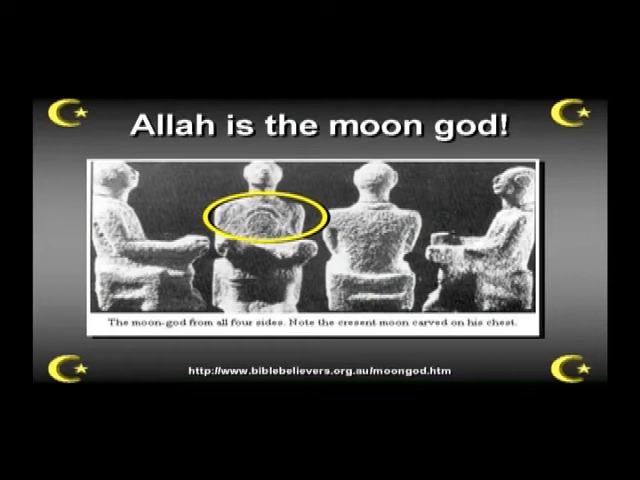 Allah is the moon god!
The moon-god from all four sides. Note the cresent moon carved on his chest.
http://www.biblebelievers.org.au/moongod.htm